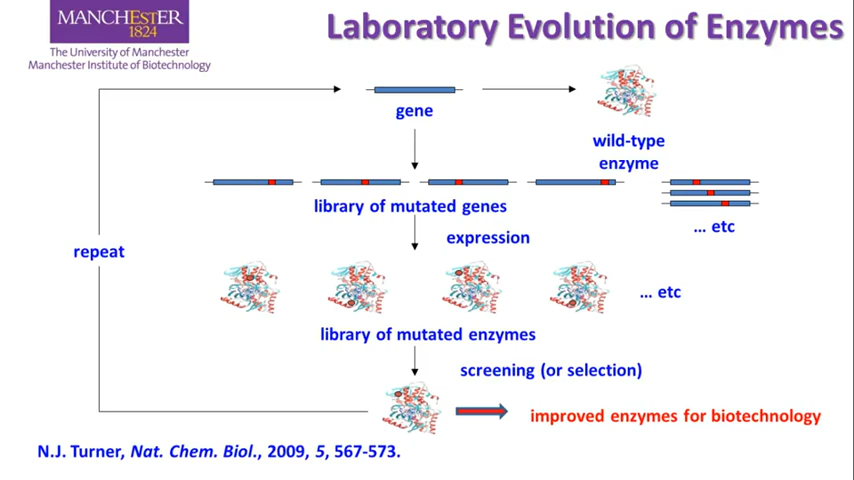 MANCHESTER
1824
The University of Manchester
Manchester Institute of Biotechnology
Laboratory Evolution of Enzymes
gene
wild-type
enzyme
library of mutated genes
... etc
expression
repeat
... etc
library of mutated enzymes
screening (or selection)
improved enzymes for biotechnology
N.J. Turner, Nat. Chem. Biol., 2009, 5, 567-573.